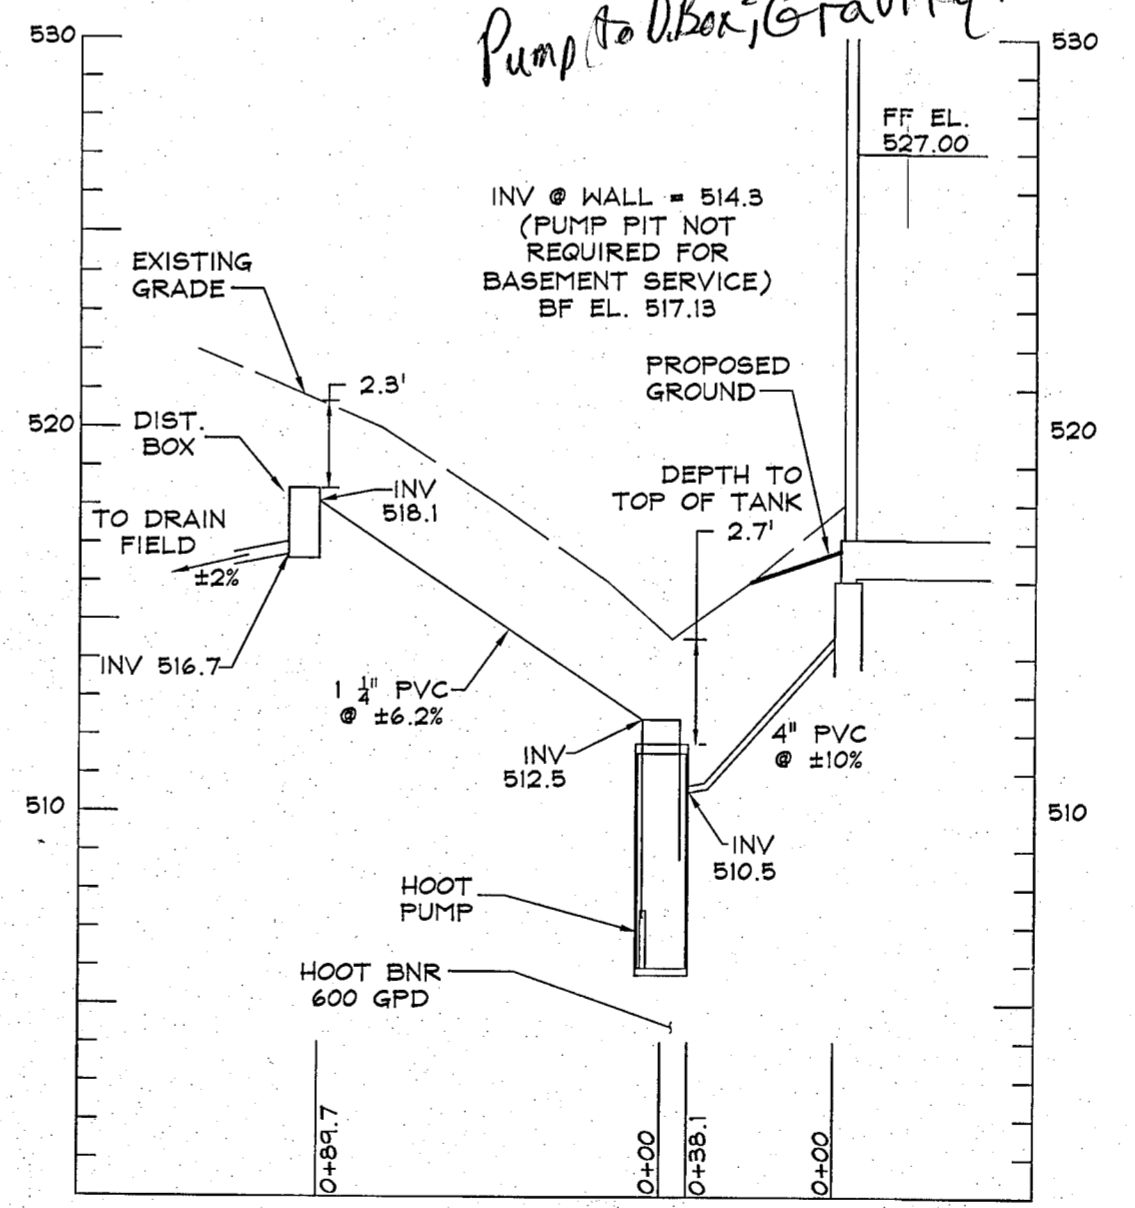 Pump to D.Box, Gravity
530
530
FF EL.
527.00
INV @ WALL = 514.3
(PUMP PIT NOT
REQUIRED FOR
BASEMENT SERVICE)
BF EL. 517.13
EXISTING
GRADE
2.3'
PROPOSED
GROUND
520
520
DIST.
BOX
INV
518.1
DEPTH TO
TOP OF TANK
2.7'
TO DRAIN
FIELD
±2%
INV 516.7
1 1/4" PVC
@ ±6.2%
4" PVC
@ ±10%
INV
512.5
510
510
INV
510.5
HOOT
PUMP
HOOT BNR
600 GPD
0+89.7
0+00
0+38.1
0+00